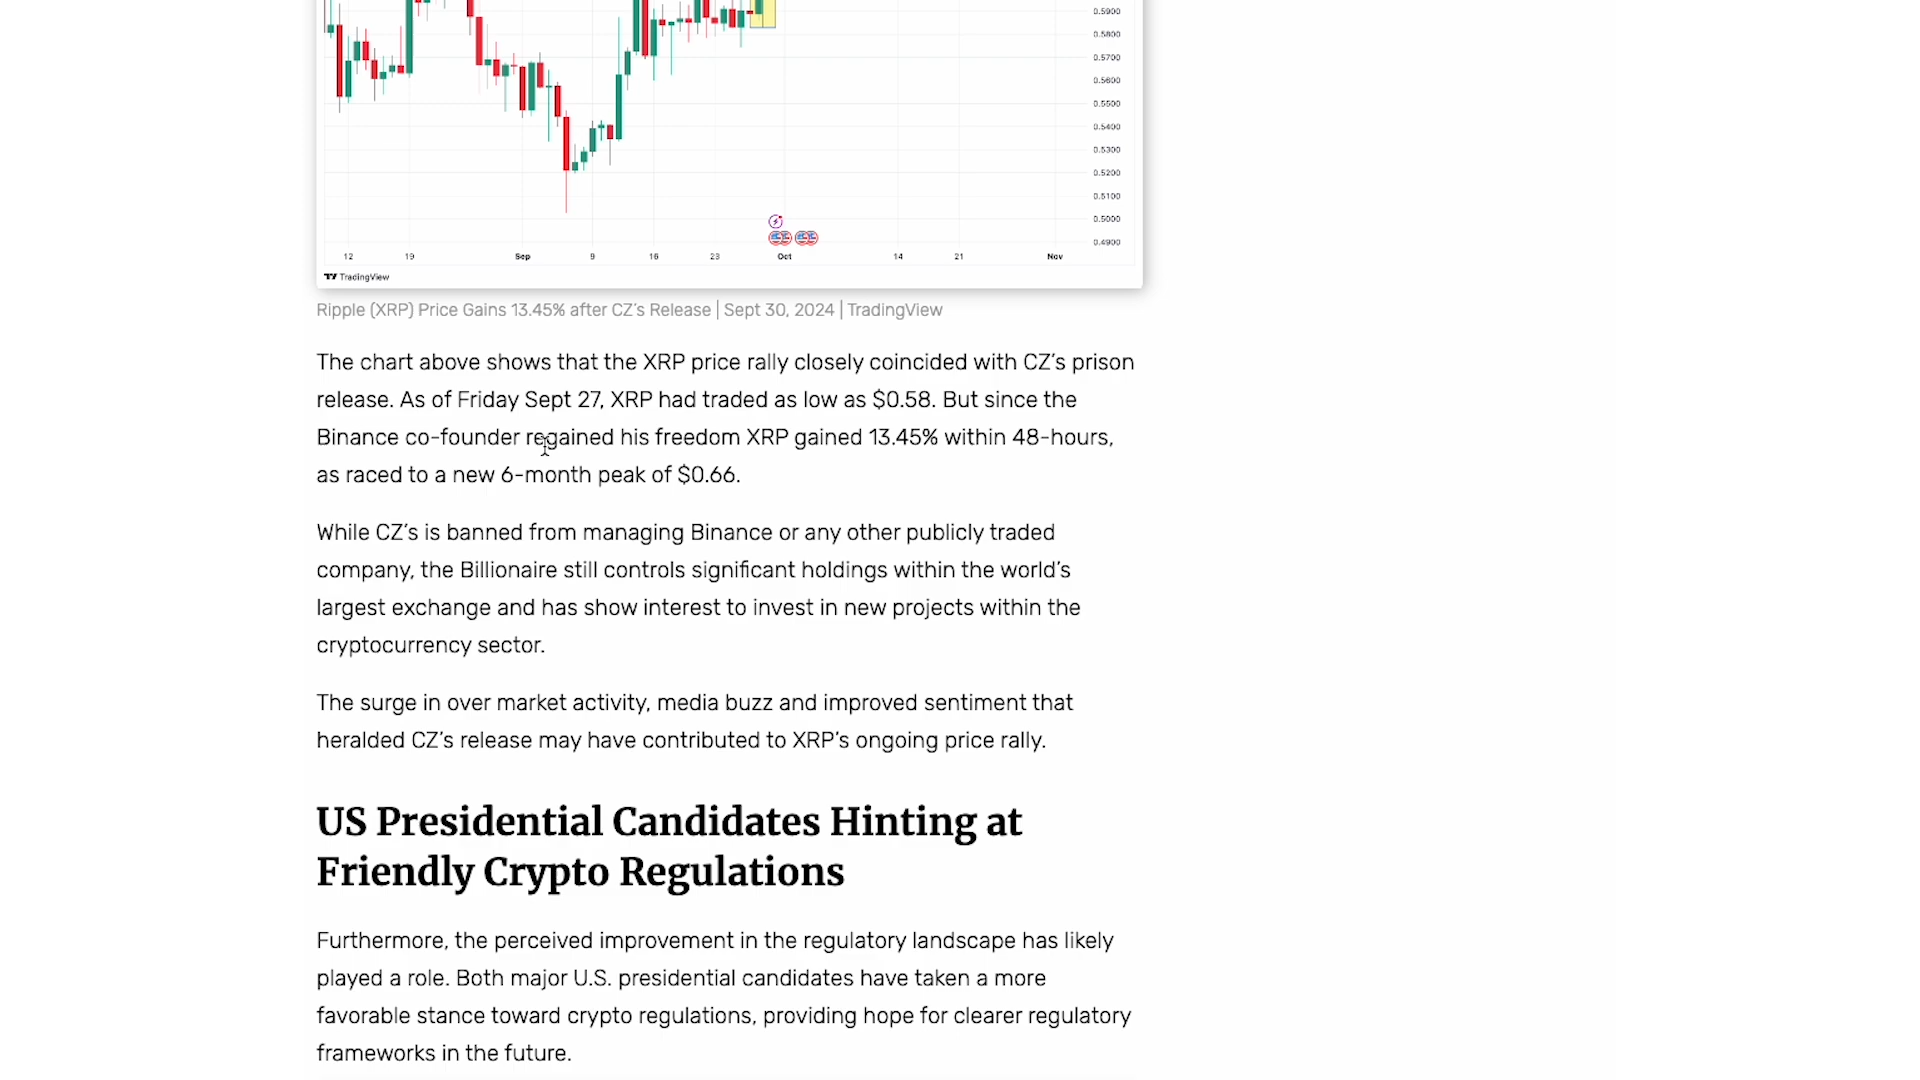 0.5900
0.5800
0.5700
0.5600
0.5500
0.5400
0.5300
0.5200
0.5100
0.5000
0.4900
12 19 Sep 9 16 23 Oct 14 21 Nov
TradingView
Ripple (XRP) Price Gains 13.45% after CZ’s Release | Sept 30, 2024 | TradingView
The chart above shows that the XRP price rally closely coincided with CZ’s prison
release. As of Friday Sept 27, XRP had traded as low as $0.58. But since the
Binance co-founder regained his freedom XRP gained 13.45% within 48-hours,
as raced to a new 6-month peak of $0.66.
While CZ’s is banned from managing Binance or any other publicly traded
company, the Billionaire still controls significant holdings within the world’s
largest exchange and has show interest to invest in new projects within the
cryptocurrency sector.
The surge in over market activity, media buzz and improved sentiment that
heralded CZ’s release may have contributed to XRP’s ongoing price rally.
US Presidential Candidates Hinting at
Friendly Crypto Regulations
Furthermore, the perceived improvement in the regulatory landscape has likely
played a role. Both major U.S. presidential candidates have taken a more
favorable stance toward crypto regulations, providing hope for clearer regulatory
frameworks in the future.